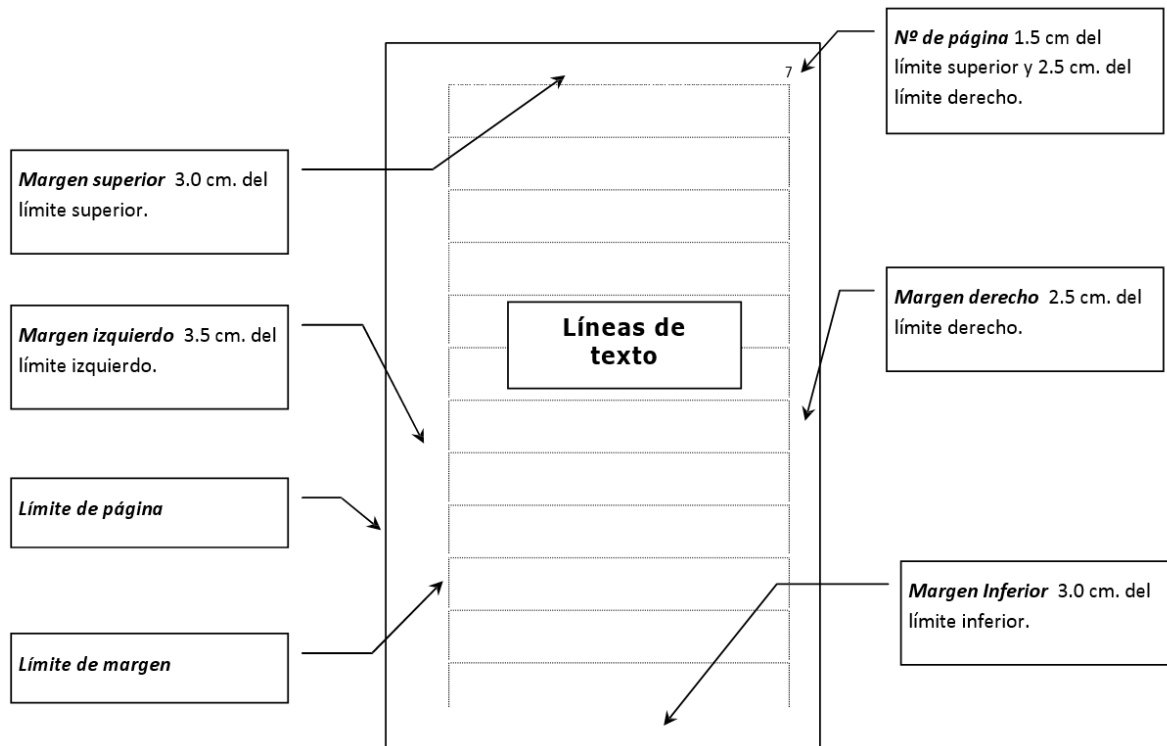 Nº de página 1.5 cm del
límite superior y 2.5 cm. del
límite derecho.
7
Margen superior 3.0 cm. del
límite superior.
Margen izquierdo 3.5 cm. del
límite izquierdo.
Líneas de
texto
Margen derecho 2.5 cm. del
límite derecho.
Límite de página
Margen Inferior 3.0 cm. del
límite inferior.
Límite de margen